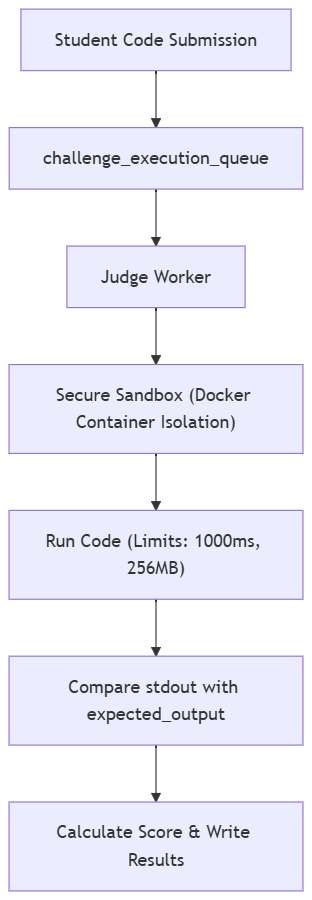 Student Code Submission
challenge_execution_queue
Judge Worker
Secure Sandbox (Docker
Container Isolation)
Run Code (Limits: 1000ms,
256MB)
Compare stdout with
expected_output
Calculate Score & Write
Results